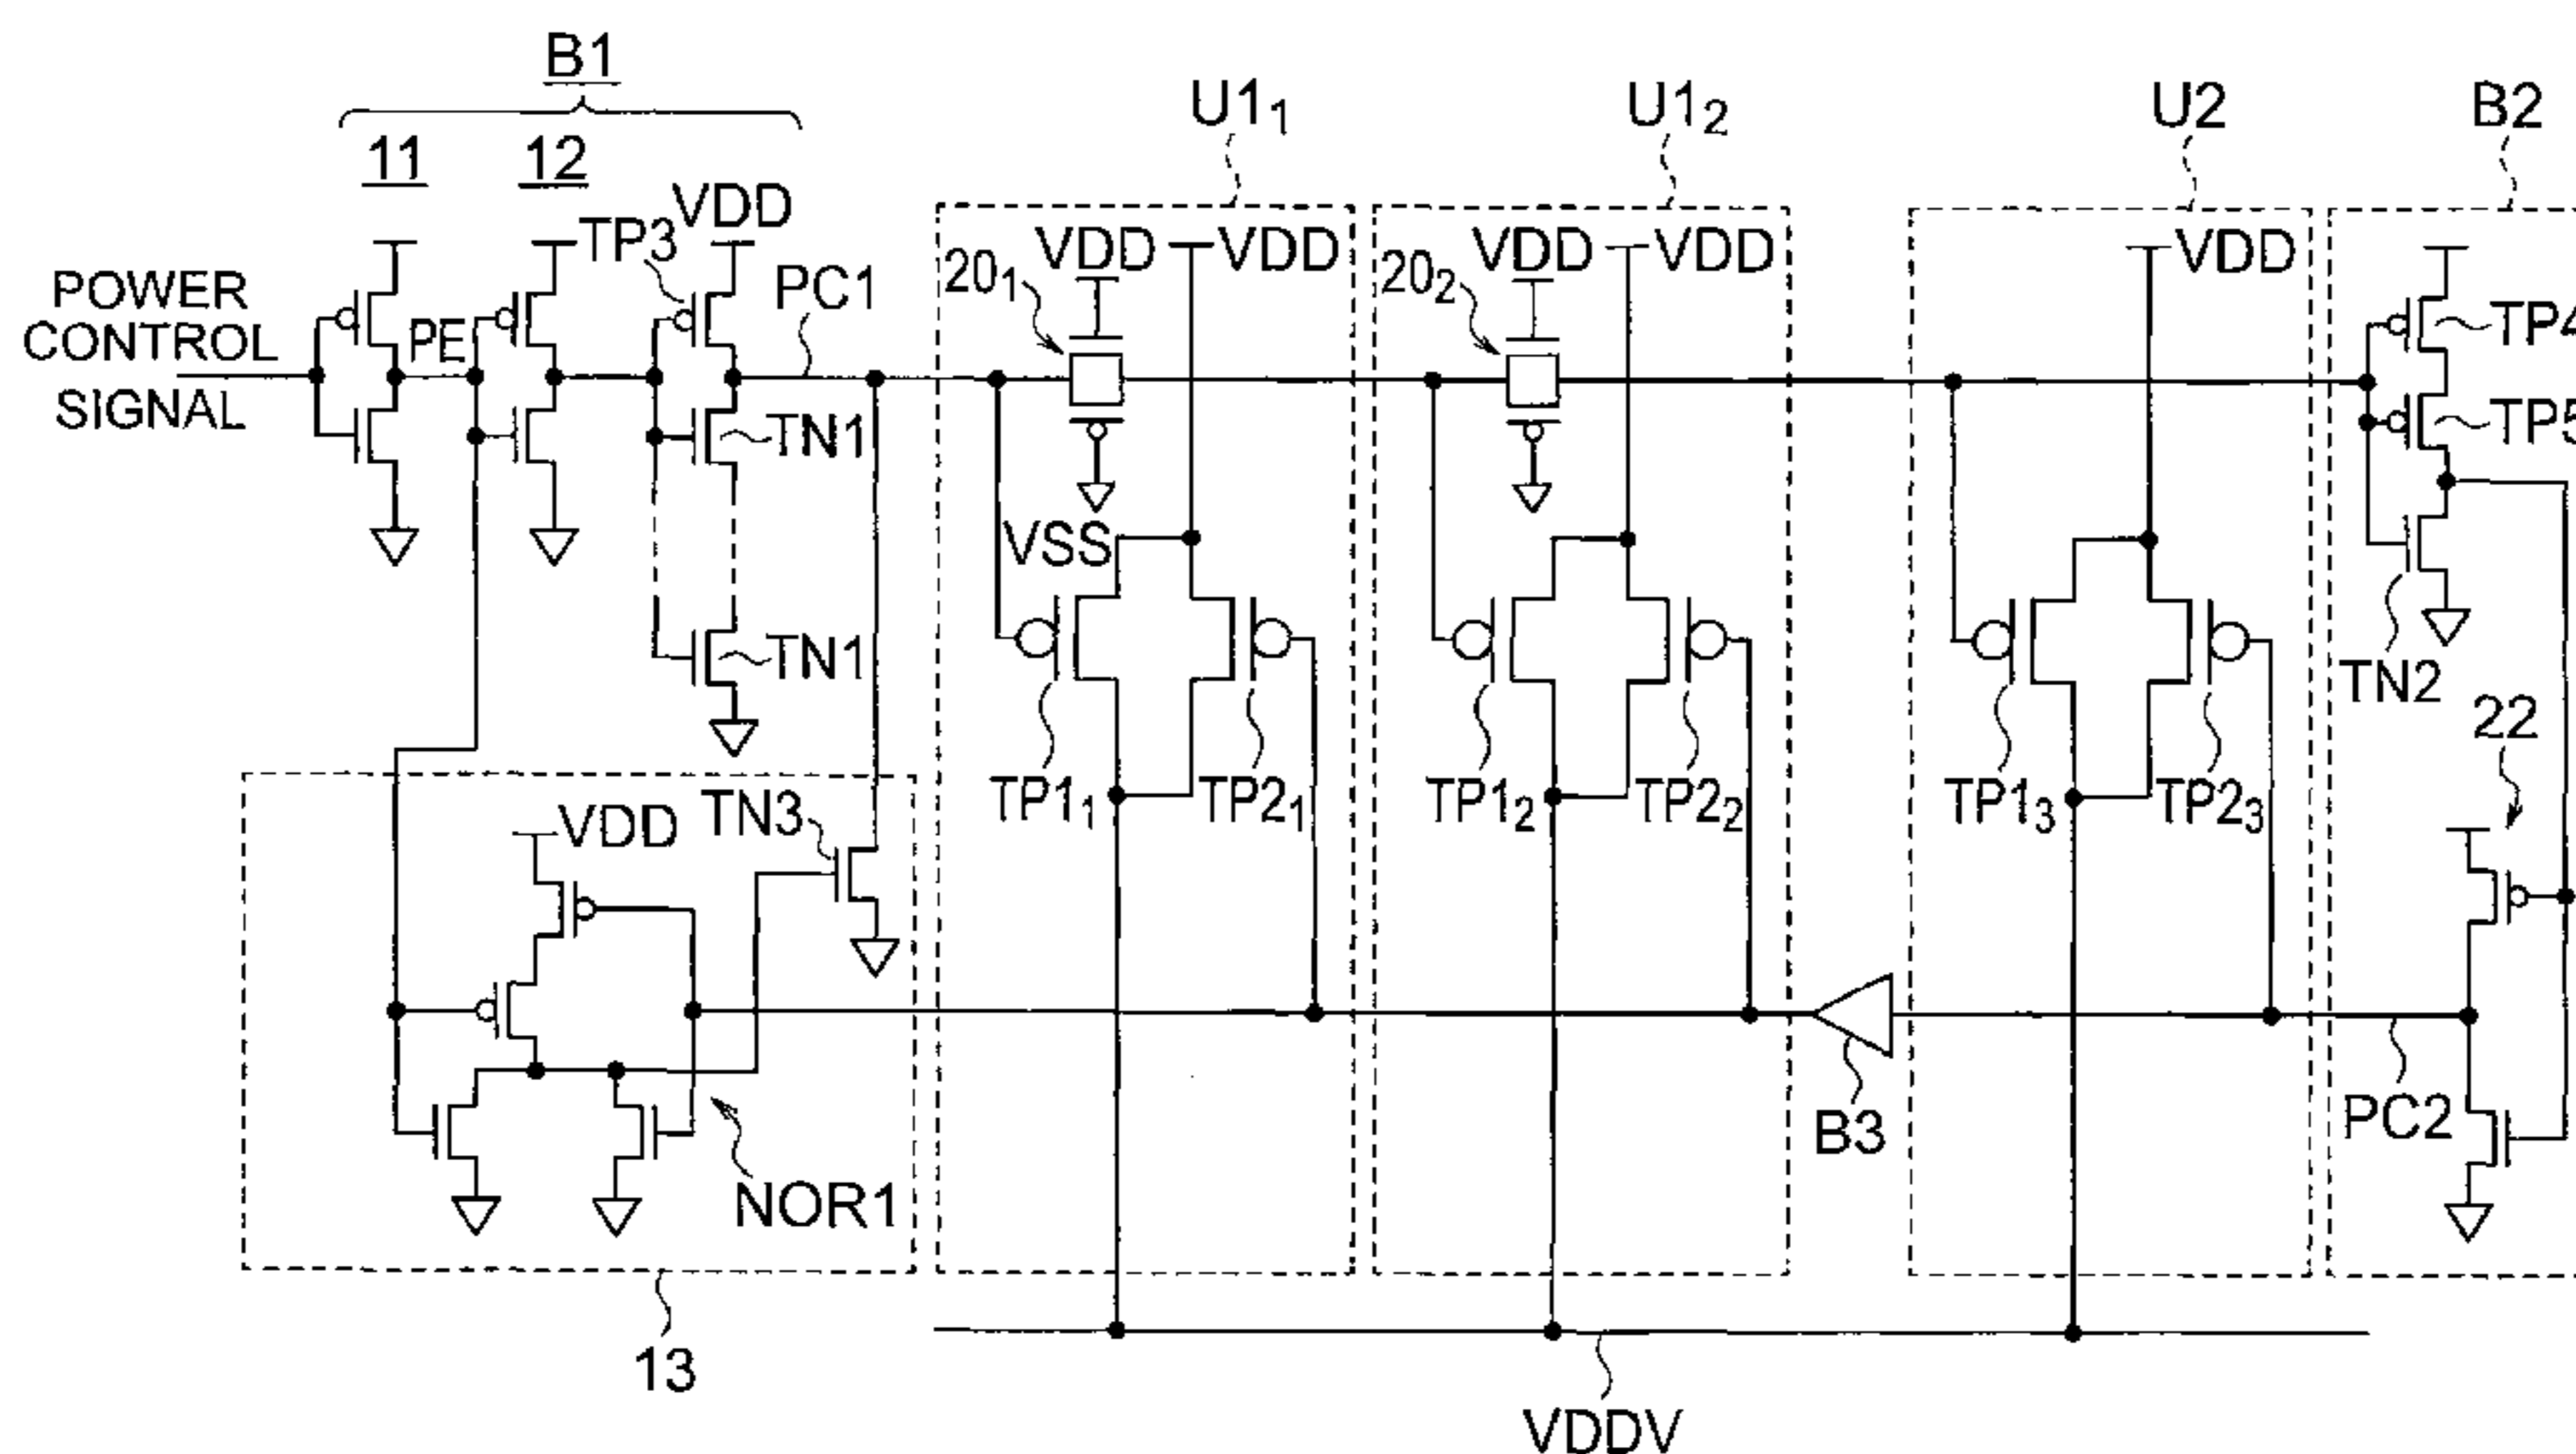 B1
11
12
U1₁
U1₂
U2
B2
TP3
VDD
POWER
CONTROL
SIGNAL
PE
PC1
TN1
TN1
20₁
VDD
VDD
VSS
TP1₁
TP2₁
20₂
VDD
VDD
TP1₂
TP2₂
VDD
TP1₃
TP2₃
TP4
TP5
TN2
22
VDD
TN3
NOR1
13
B3
PC2
VDDV